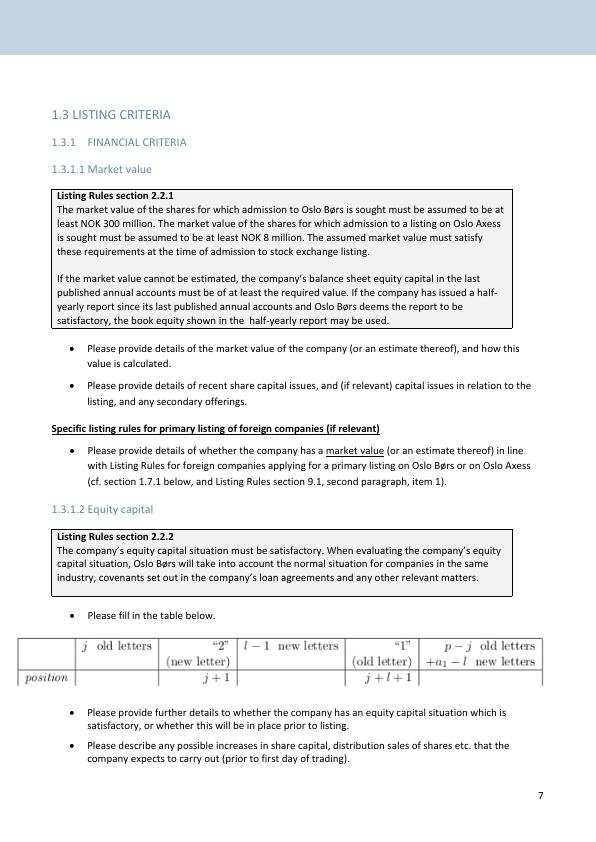 1.3 LISTING CRITERIA
1.3.1 FINANCIAL CRITERIA
1.3.1.1 Market value
Listing Rules section 2.2.1
The market value of the shares for which admission to Oslo Børs is sought must be assumed to be at
least NOK 300 million. The market value of the shares for which admission to a listing on Oslo Axess
is sought must be assumed to be at least NOK 8 million. The assumed market value must satisfy
these requirements at the time of admission to stock exchange listing.
If the market value cannot be estimated, the company's balance sheet equity capital in the last
published annual accounts must be of at least the required value. If the company has issued a half-
yearly report since its last published annual accounts and Oslo Børs deems the report to be
satisfactory, the book equity shown in the half-yearly report may be used.
• Please provide details of the market value of the company (or an estimate thereof), and how this
value is calculated.
• Please provide details of recent share capital issues, and (if relevant) capital issues in relation to the
listing, and any secondary offerings.
Specific listing rules for primary listing of foreign companies (if relevant)
• Please provide details of whether the company has a market value (or an estimate thereof) in line
with Listing Rules for foreign companies applying for a primary listing on Oslo Børs or on Oslo Axess
(cf. section 1.7.1 below, and Listing Rules section 9.1, second paragraph, item 1).
1.3.1.2 Equity capital
Listing Rules section 2.2.2
The company's equity capital situation must be satisfactory. When evaluating the company's equity
capital situation, Oslo Børs will take into account the normal situation for companies in the same
industry, covenants set out in the company's loan agreements and any other relevant matters.
• Please fill in the table below.
j old letters "2" l − 1 new letters "1" p − j old letters
(new letter) (old letter) +a₁ − l new letters
position j + 1 j + l + 1
• Please provide further details to whether the company has an equity capital situation which is
satisfactory, or whether this will be in place prior to listing.
• Please describe any possible increases in share capital, distribution sales of shares etc. that the
company expects to carry out (prior to first day of trading).
7